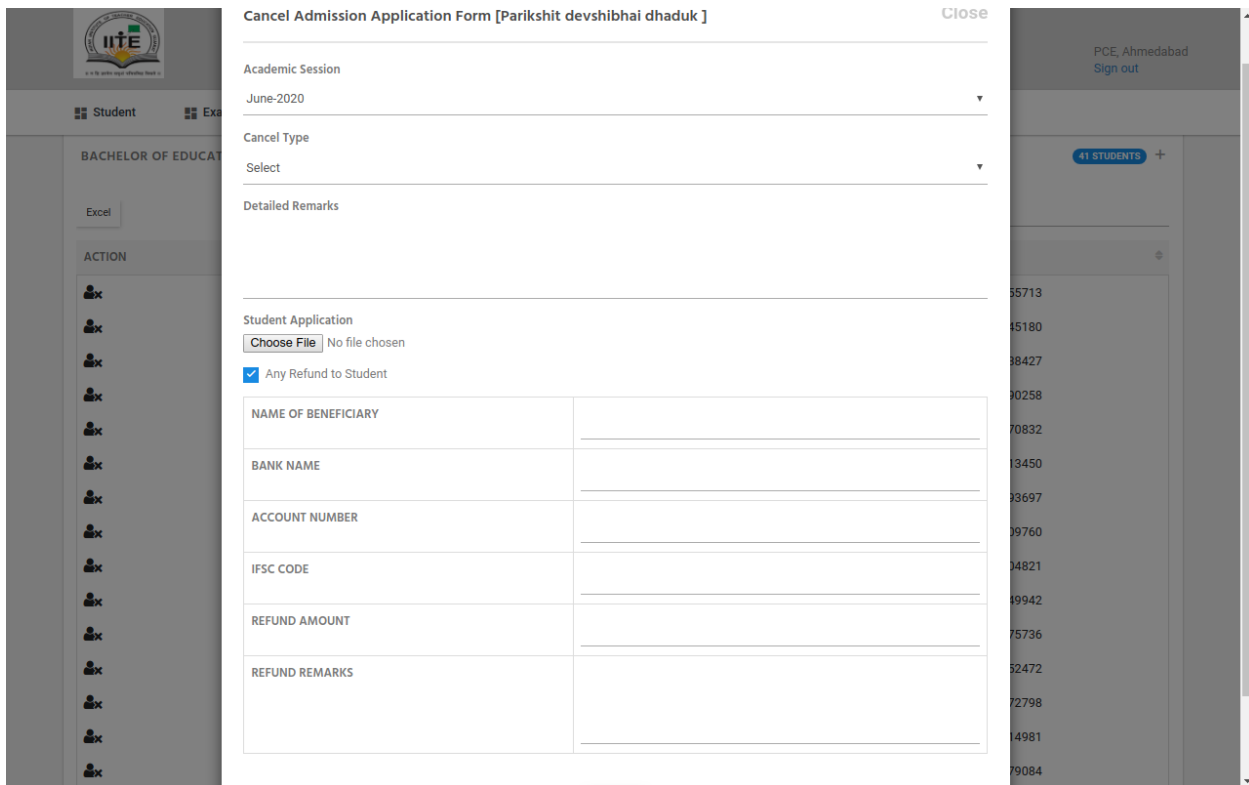 Cancel Admission Application Form [Parikshit devshibhai dhaduk ]
Close
IITE
PCE, Ahmedabad
Sign out
Student
Exa
Academic Session
June-2020
Cancel Type
Select
BACHELOR OF EDUCAT
41 STUDENTS
Detailed Remarks
Excel
ACTION
55713
Student Application
45180
Choose File No file chosen
38427
Any Refund to Student
90258
NAME OF BENEFICIARY
70832
BANK NAME
13450
93697
ACCOUNT NUMBER
09760
IFSC CODE
04821
49942
REFUND AMOUNT
75736
REFUND REMARKS
52472
72798
14981
79084